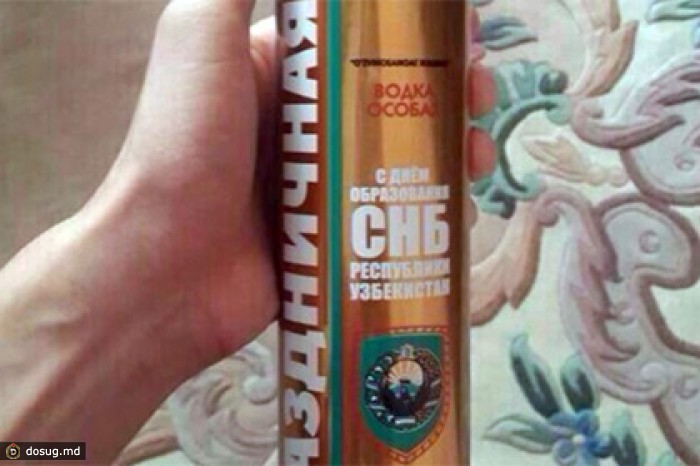 АЗДНИЧНАЯ
ВОДКА
ОСОБАЯ
С ДНЁМ
ОБРАЗОВАНИЯ
СНБ
РЕСПУБЛИКИ
УЗБЕКИСТАН
dosug.md